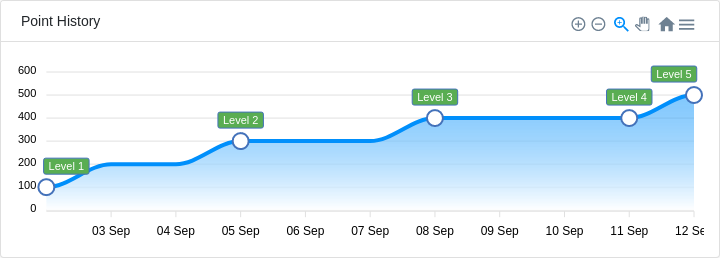 Point History
600
500
400
300
200
100
0
Level 1
Level 2
Level 3
Level 4
Level 5
03 Sep
04 Sep
05 Sep
06 Sep
07 Sep
08 Sep
09 Sep
10 Sep
11 Sep
12 Se